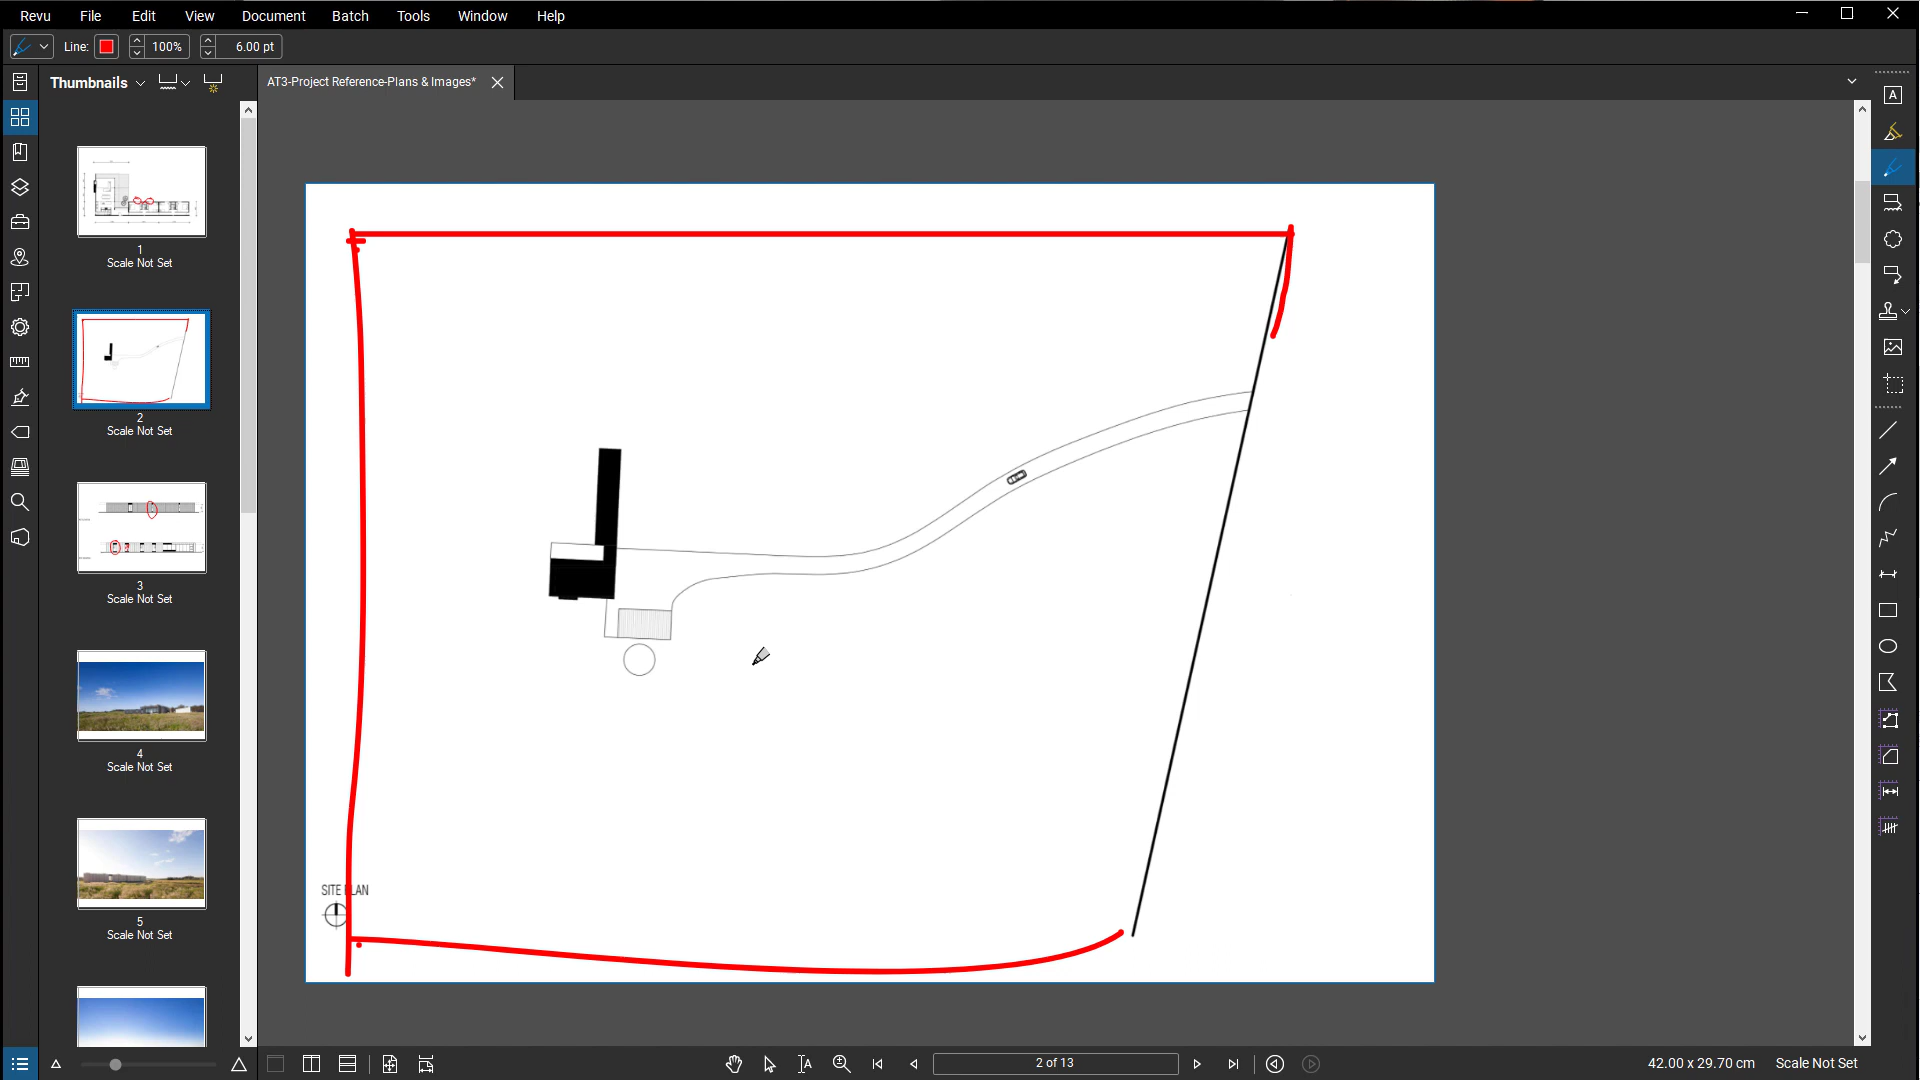 Revu File Edit View Document Batch Tools Window Help
Line: 100% 6.00 pt
Thumbnails
AT3-Project Reference-Plans & Images*
1
Scale Not Set
2
Scale Not Set
3
Scale Not Set
4
Scale Not Set
5
Scale Not Set
SITE PLAN
2 of 13
42.00 x 29.70 cm Scale Not Set